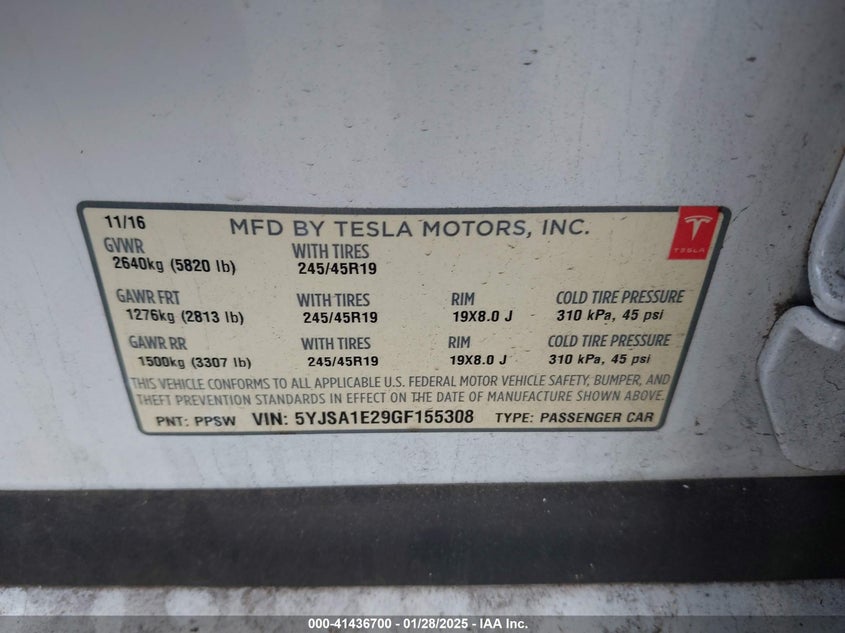 11/16 MFD BY TESLA MOTORS, INC.
TESLA
GVWR WITH TIRES
2640kg (5820 lb) 245/45R19
GAWR FRT WITH TIRES RIM COLD TIRE PRESSURE
1276kg (2813 lb) 245/45R19 19X8.0 J 310 kPa, 45 psi
GAWR RR WITH TIRES RIM COLD TIRE PRESSURE
1500kg (3307 lb) 245/45R19 19X8.0 J 310 kPa, 45 psi
THIS VEHICLE CONFORMS TO ALL APPLICABLE U.S. FEDERAL MOTOR VEHICLE SAFETY, BUMPER, AND
THEFT PREVENTION STANDARDS IN EFFECT ON THE DATE OF MANUFACTURE SHOWN ABOVE.
PNT: PPSW VIN: 5YJSA1E29GF155308 TYPE: PASSENGER CAR
000-41436700 - 01/28/2025 - IAA Inc.